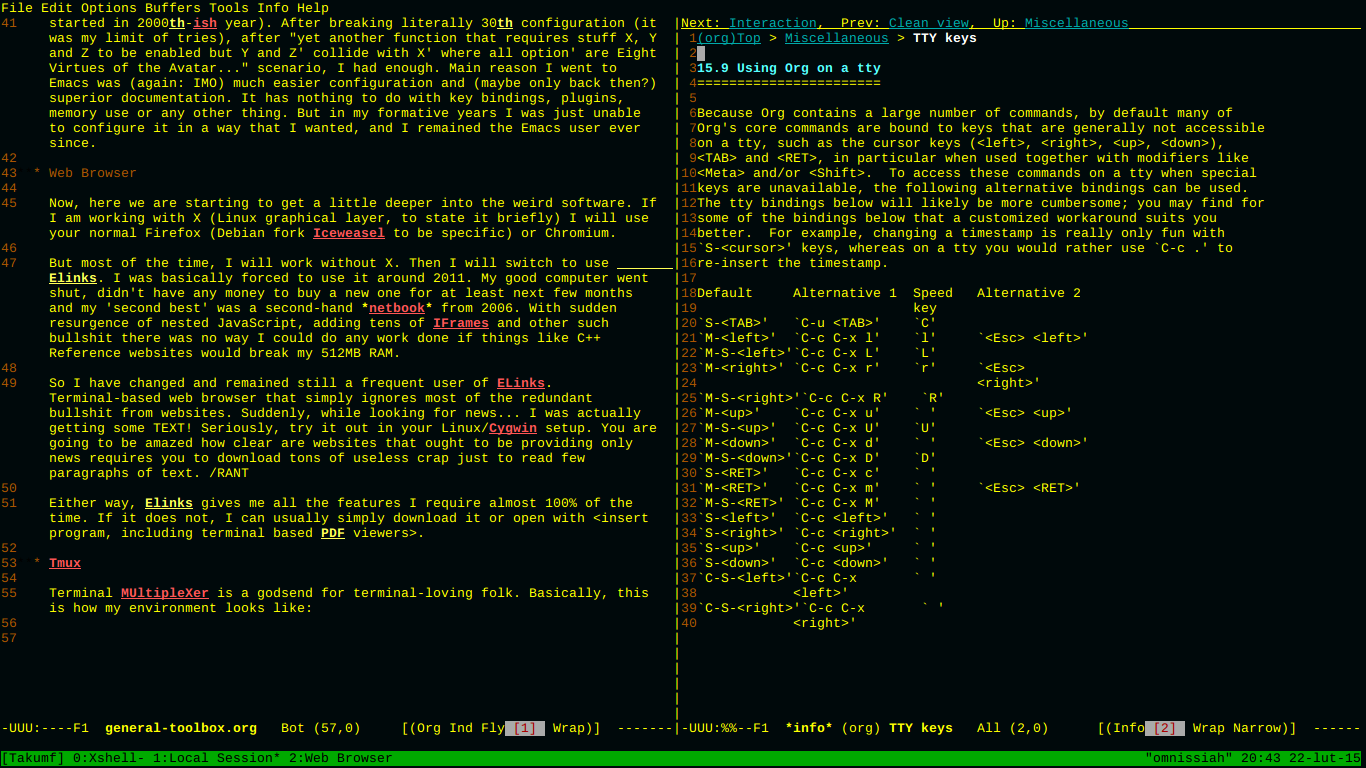 File Edit Options Buffers Tools Info Help
41    started in 2000th-ish year). After breaking literally 30th configuration (it
was my limit of tries), after "yet another function that requires stuff X, Y
and Z to be enabled but Y and Z' collide with X' where all option' are Eight
Virtues of the Avatar..." scenario, I had enough. Main reason I went to
Emacs was (again: IMO) much easier configuration and (maybe only back then?)
superior documentation. It has nothing to do with key bindings, plugins,
memory use or any other thing. But in my formative years I was just unable
to configure it in a way that I wanted, and I remained the Emacs user ever
since.
42
43  * Web Browser
44
45    Now, here we are starting to get a little deeper into the weird software. If
I am working with X (Linux graphical layer, to state it briefly) I will use
your normal Firefox (Debian fork Iceweasel to be specific) or Chromium.
46
47    But most of the time, I will work without X. Then I will switch to use
Elinks. I was basically forced to use it around 2011. My good computer went
shut, didn't have any money to buy a new one for at least next few months
and my 'second best' was a second-hand *netbook* from 2006. With sudden
resurgence of nested JavaScript, adding tens of IFrames and other such
bullshit there was no way I could do any work done if things like C++
Reference websites would break my 512MB RAM.
48
49    So I have changed and remained still a frequent user of ELinks.
Terminal-based web browser that simply ignores most of the redundant
bullshit from websites. Suddenly, while looking for news... I was actually
getting some TEXT! Seriously, try it out in your Linux/Cygwin setup. You are
going to be amazed how clear are websites that ought to be providing only
news requires you to download tons of useless crap just to read few
paragraphs of text. /RANT
50
51    Either way, Elinks gives me all the features I require almost 100% of the
time. If it does not, I can usually simply download it or open with <insert
program, including terminal based PDF viewers>.
52
53  * Tmux
54
55    Terminal MUltipleXer is a godsend for terminal-loving folk. Basically, this
is how my environment looks like:
56
57
-UUU:----F1  general-toolbox.org   Bot (57,0)     [(Org Ind Fly [1]  Wrap)]  -------
Next: Interaction,  Prev: Clean view,  Up: Miscellaneous
1 (org)Top > Miscellaneous > TTY keys
2
3 15.9 Using Org on a tty
4 =======================
5
6 Because Org contains a large number of commands, by default many of
7 Org's core commands are bound to keys that are generally not accessible
8 on a tty, such as the cursor keys (<left>, <right>, <up>, <down>),
9 <TAB> and <RET>, in particular when used together with modifiers like
10 <Meta> and/or <Shift>.  To access these commands on a tty when special
11 keys are unavailable, the following alternative bindings can be used.
12 The tty bindings below will likely be more cumbersome; you may find for
13 some of the bindings below that a customized workaround suits you
14 better.  For example, changing a timestamp is really only fun with
15 `S-<cursor>' keys, whereas on a tty you would rather use `C-c .' to
16 re-insert the timestamp.
17
18 Default     Alternative 1  Speed   Alternative 2
19                            key
20 `S-<TAB>'   `C-u <TAB>'    `C'
21 `M-<left>'  `C-c C-x l'    `l'     `<Esc> <left>'
22 `M-S-<left>'`C-c C-x L'    `L'
23 `M-<right>' `C-c C-x r'    `r'     `<Esc>
24                                    <right>'
25 `M-S-<right>'`C-c C-x R'    `R'
26 `M-<up>'    `C-c C-x u'    ` '     `<Esc> <up>'
27 `M-S-<up>'  `C-c C-x U'    `U'
28 `M-<down>'  `C-c C-x d'    ` '     `<Esc> <down>'
29 `M-S-<down>'`C-c C-x D'    `D'
30 `S-<RET>'   `C-c C-x c'    ` '
31 `M-<RET>'   `C-c C-x m'    ` '     `<Esc> <RET>'
32 `M-S-<RET>' `C-c C-x M'    ` '
33 `S-<left>'  `C-c <left>'   ` '
34 `S-<right>' `C-c <right>'  ` '
35 `S-<up>'    `C-c <up>'     ` '
36 `S-<down>'  `C-c <down>'   ` '
37 `C-S-<left>'`C-c C-x       ` '
38             <left>'
39 `C-S-<right>'`C-c C-x       ` '
40             <right>'
-UUU:%%--F1  *info* (org) TTY keys   All (2,0)      [(Info [2]  Wrap Narrow)]  ------
[Takumf] 0:Xshell- 1:Local Session* 2:Web Browser    "omnissiah" 20:43 22-lut-15